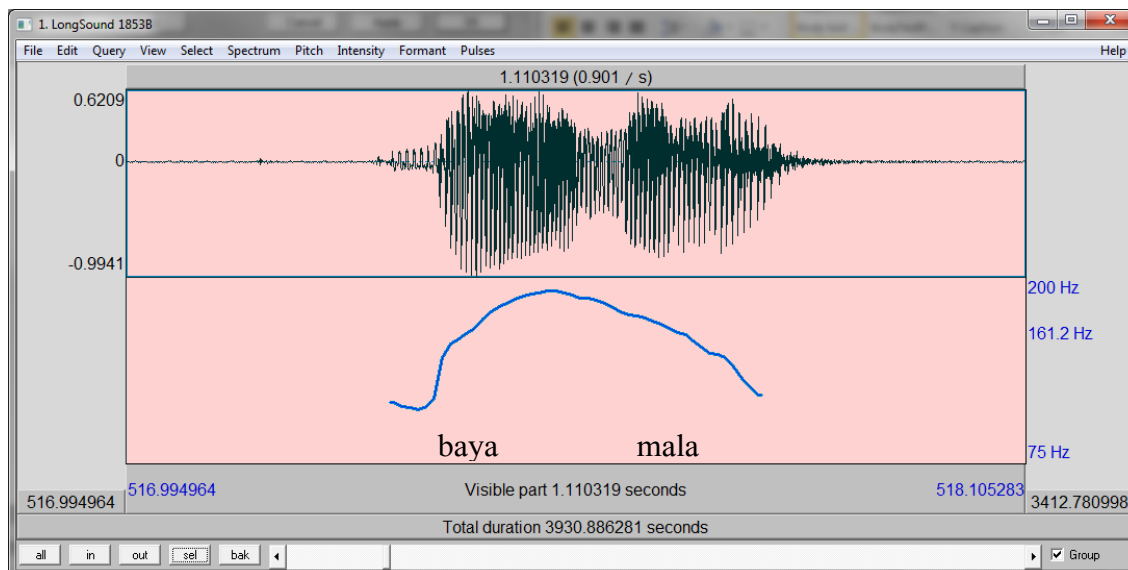 1. LongSound 1853B
File Edit Query View Select Spectrum Pitch Intensity Formant Pulses Help
1.110319 (0.901 / s)
0.6209
0
-0.9941
200 Hz
161.2 Hz
baya mala
75 Hz
516.994964 516.994964 Visible part 1.110319 seconds 518.105283 3412.780998
Total duration 3930.886281 seconds
all in out sel bak Group